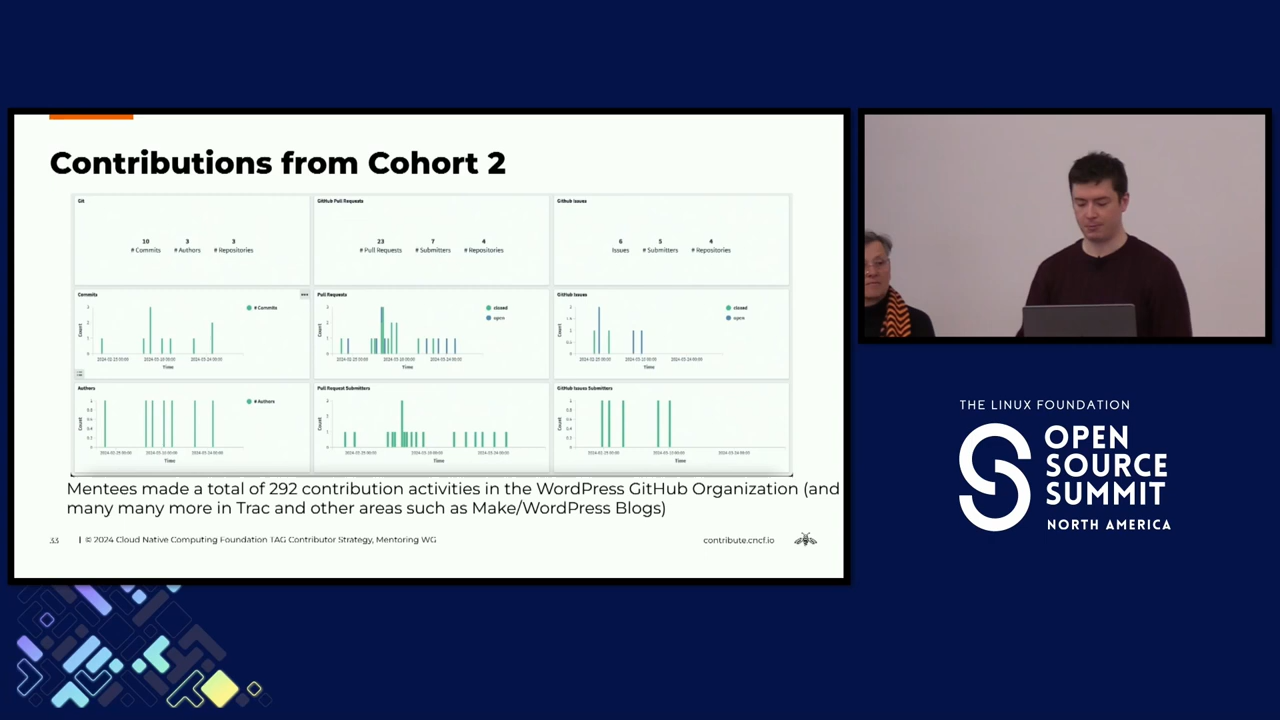 Contributions from Cohort 2
Git
10 3 3
# Commits # Authors # Repositories
GitHub Pull Requests
23 7 4
# Pull Requests # Submitters # Repositories
Github Issues
6 5 4
Issues # Submitters # Repositories
Commits
# Commits
Count
Time
Pull Requests
closed
open
Count
Time
GitHub Issues
closed
open
Count
Time
Authors
# Authors
Count
Time
Pull Request Submitters
Count
Time
GitHub Issues Submitters
Count
Time
Mentees made a total of 292 contribution activities in the WordPress GitHub Organization (and
many many more in Trac and other areas such as Make/WordPress Blogs)
33 | © 2024 Cloud Native Computing Foundation TAG Contributor Strategy, Mentoring WG
contribute.cncf.io
THE LINUX FOUNDATION
OPEN
SOURCE
SUMMIT
NORTH AMERICA